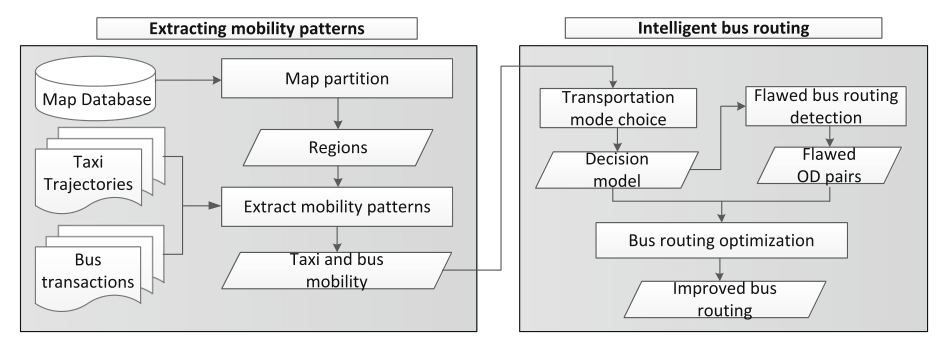 Extracting mobility patterns
Map Database
Map partition
Regions
Taxi
Trajectories
Extract mobility patterns
Bus
transactions
Taxi and bus
mobility
Intelligent bus routing
Transportation
mode choice
Flawed bus routing
detection
Decision
model
Flawed
OD pairs
Bus routing optimization
Improved bus
routing